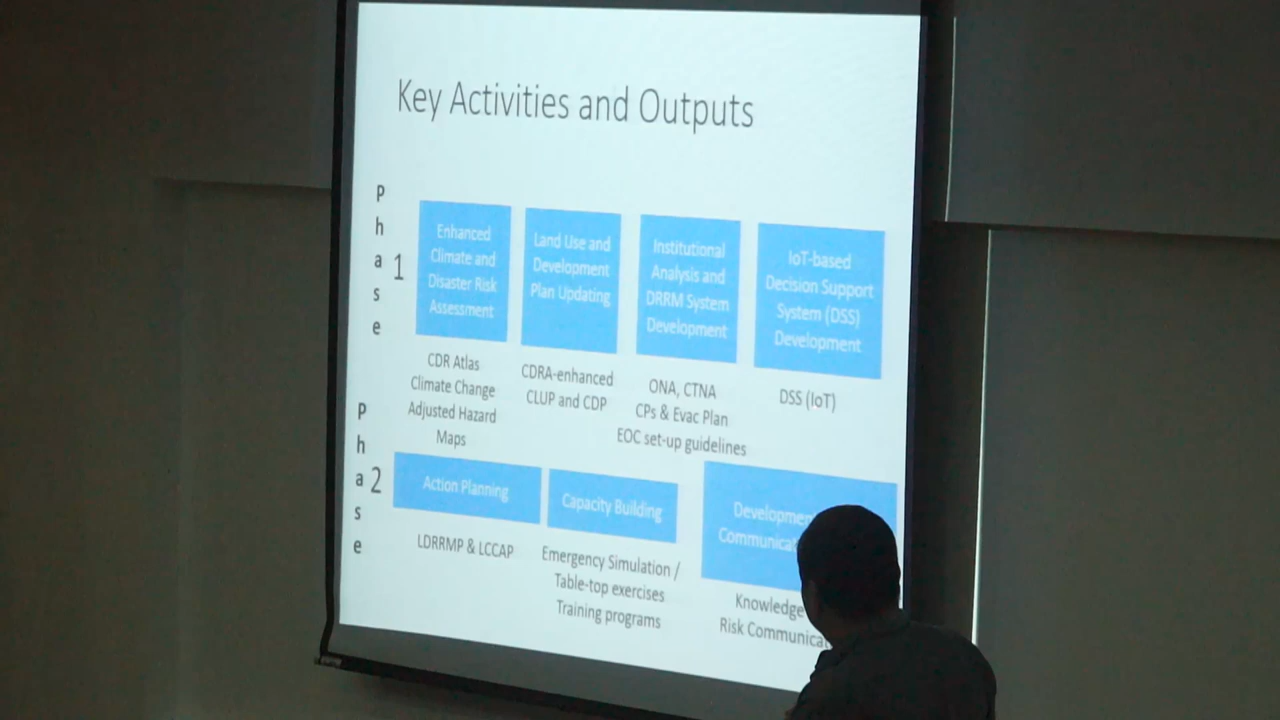 Key Activities and Outputs
Phase 1
Enhanced
Climate and
Disaster Risk
Assessment
Land Use and
Development
Plan Updating
Institutional
Analysis and
DRRM System
Development
IoT-based
Decision Support
System (DSS)
Development
CDR Atlas
Climate Change
Adjusted Hazard
Maps
CDRA-enhanced
CLUP and CDP
ONA, CTNA
CPs & Evac Plan
EOC set-up guidelines
DSS (IoT)
Phase 2
Action Planning
Capacity Building
LDRRMP & LCCAP
Emergency Simulation /
Table-top exercises
Training programs
Knowledge
Risk